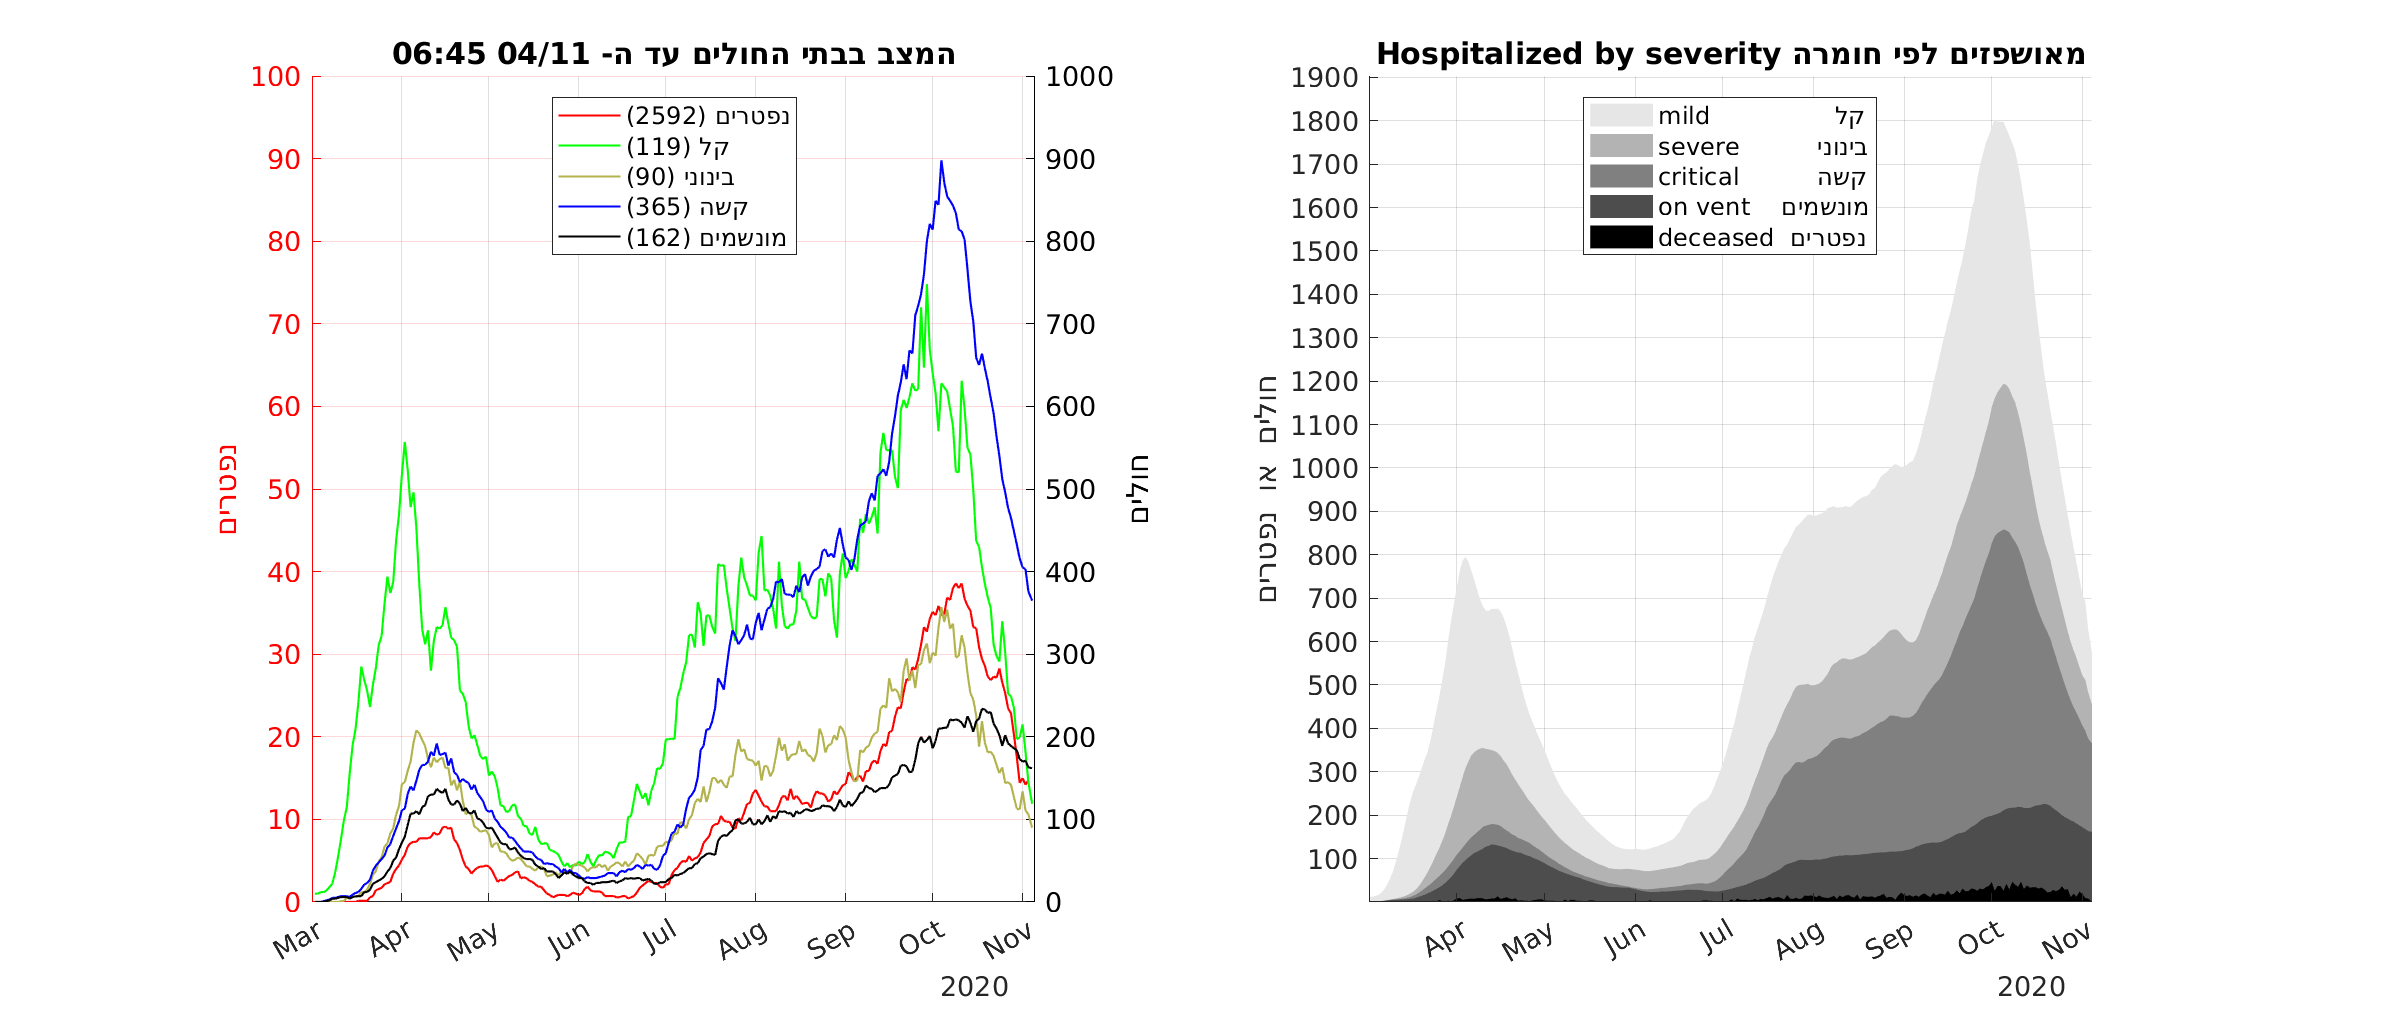 המצב בבתי החולים עד ה- 04/11 06:45
100
90
80
70
60
50
40
30
20
10
0
נפטרים
נפטרים (2592)
קל (119)
בינוני (90)
קשה (365)
מונשמים (162)
1000
900
800
700
600
500
400
300
200
100
0
חולים
Mar Apr May Jun Jul Aug Sep Oct Nov
2020
Hospitalized by severity מאושפזים לפי חומרה
1900
1800
1700
1600
1500
1400
1300
1200
1100
1000
900
800
700
600
500
400
300
200
100
חולים או נפטרים
mild קל
severe בינוני
critical קשה
on vent מונשמים
deceased נפטרים
Apr May Jun Jul Aug Sep Oct Nov
2020